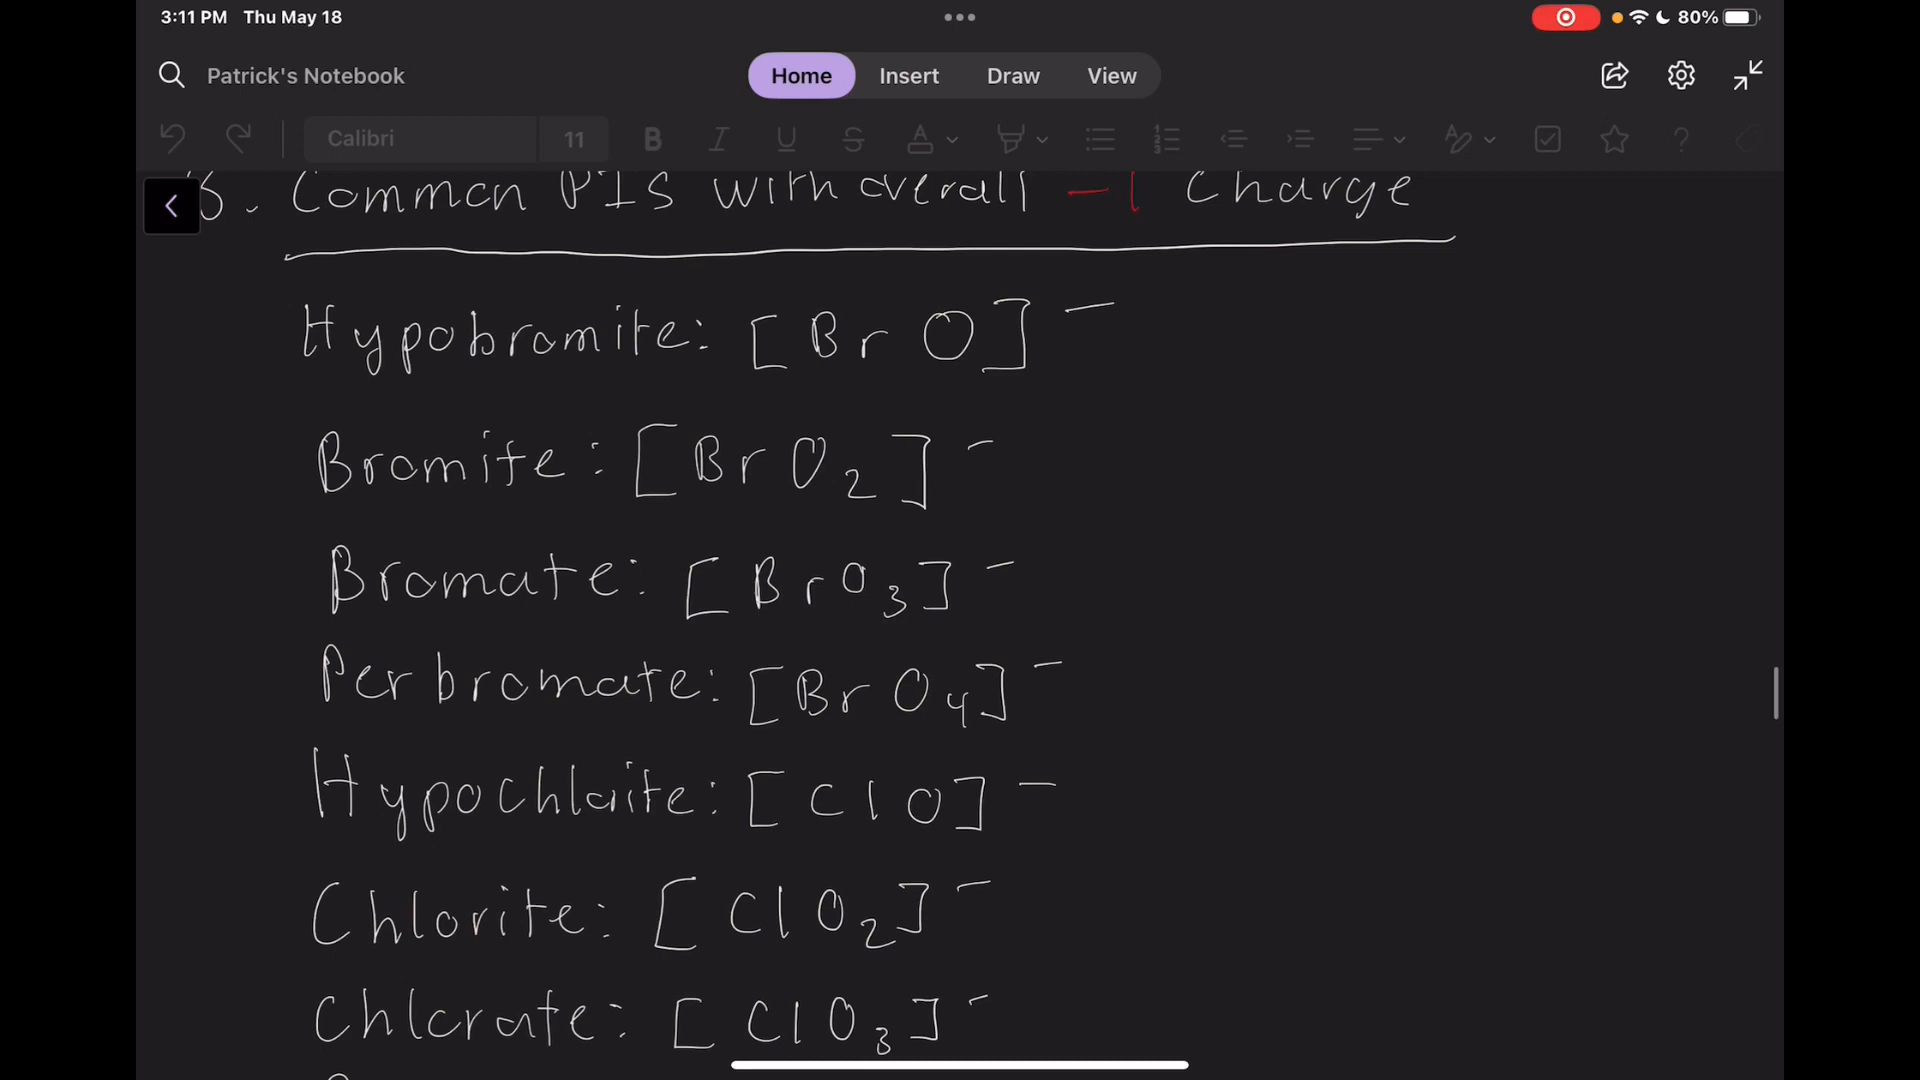 3:11 PM Thu May 18
80%
Patrick's Notebook
Home Insert Draw View
Calibri 11
6. Common PIS with overall -1 Charge
Hypobromite: [BrO]⁻
Bromite: [BrO₂]⁻
Bromate: [BrO₃]⁻
Perbromate: [BrO₄]⁻
Hypochlorite: [ClO]⁻
Chlorite: [ClO₂]⁻
Chlorate: [ClO₃]⁻